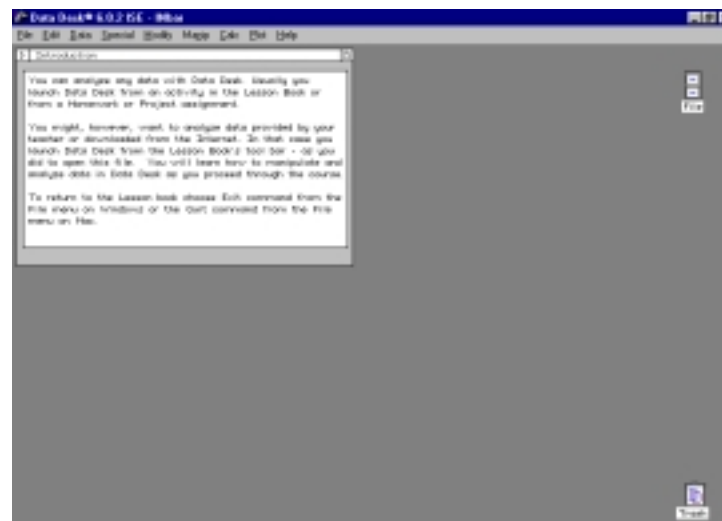 Data Desk® 6.0.2 ISE -
File Edit Data Special Modify Manip Calc Plot Help
Introduction
You can analyze any data with Data Desk. Usually you
launch Data Desk from an activity in the Lesson Book or
from a Homework or Project assignment.
You might, however, want to analyze data provided by your
teacher or downloaded from the Internet. In that case you
launch Data Desk from the Lesson Book's tool bar - as you
did to open this file. You will learn how to manipulate and
analyze data in Data Desk as you proceed through the course
To return to the Lesson book choose Exit command from the
File menu on Windows or the Quit command from the File
menu on Mac.
File
Trash